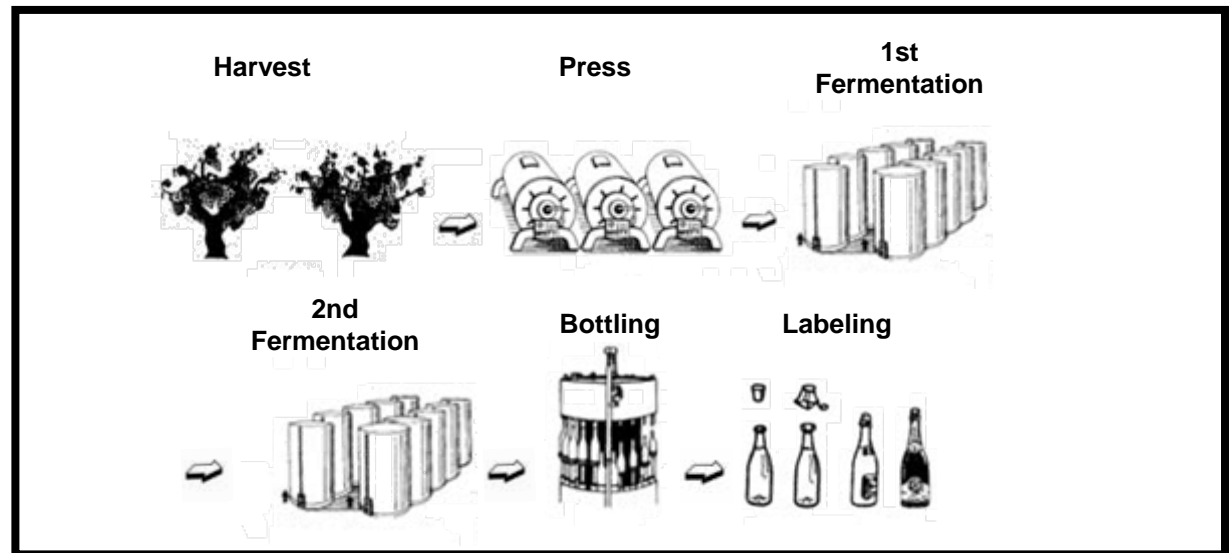 Harvest
Press
1st
Fermentation
2nd
Fermentation
Bottling
Labeling